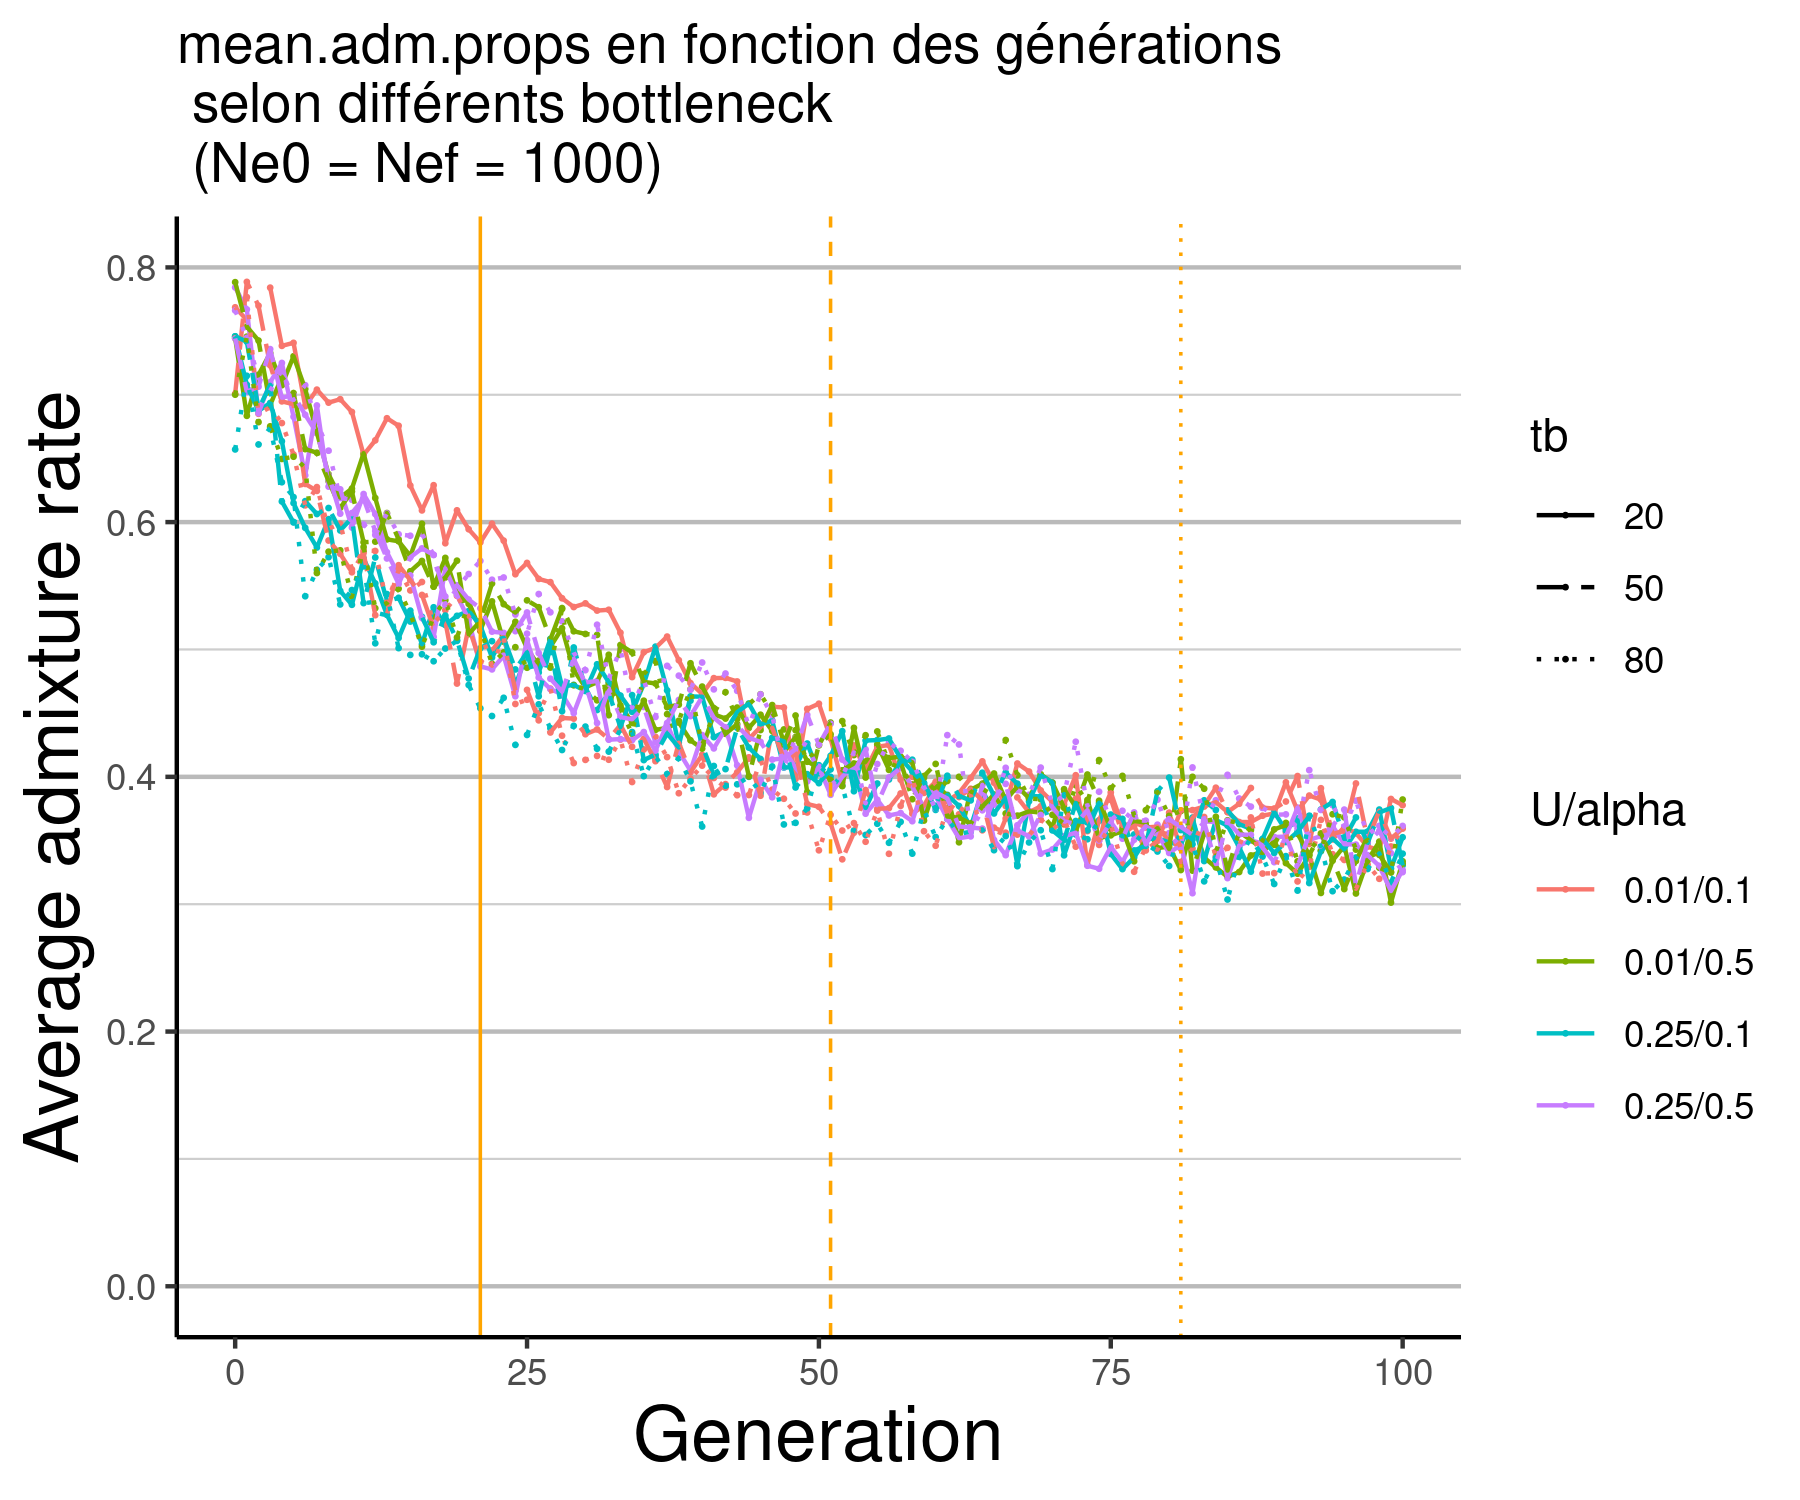 mean.adm.props en fonction des générations
selon différents bottleneck
(Ne0 = Nef = 1000)
Average admixture rate
0.8
0.6
0.4
0.2
0.0
0
25
50
75
100
Generation
tb
20
50
80
U/alpha
0.01/0.1
0.01/0.5
0.25/0.1
0.25/0.5